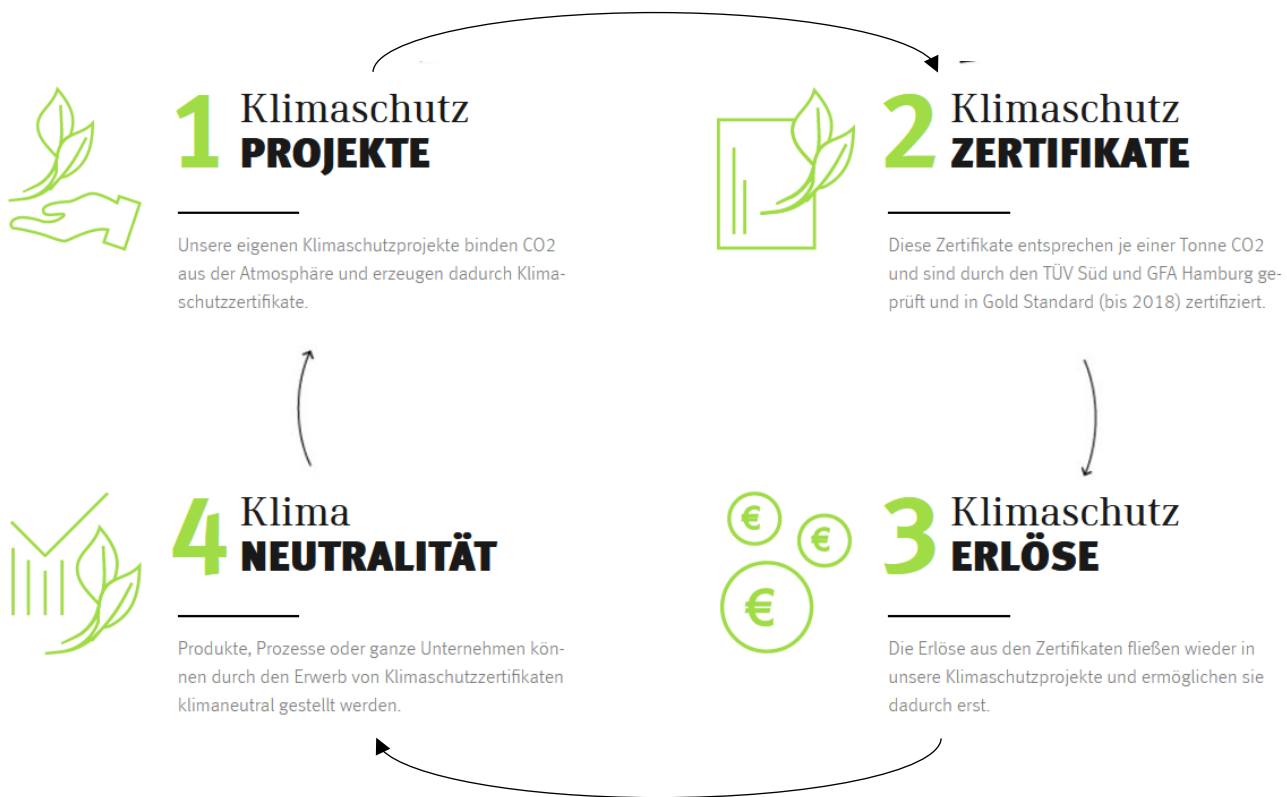 1 Klimaschutz
PROJEKTE
Unsere eigenen Klimaschutzprojekte binden CO2
aus der Atmosphäre und erzeugen dadurch Klima-
schutzzertifikate.
2 Klimaschutz
ZERTIFIKATE
Diese Zertifikate entsprechen je einer Tonne CO2
und sind durch den TÜV Süd und GFA Hamburg ge-
prüft und in Gold Standard (bis 2018) zertifiziert.
€
€
€
3 Klimaschutz
ERLÖSE
Die Erlöse aus den Zertifikaten fließen wieder in
unsere Klimaschutzprojekte und ermöglichen sie
dadurch erst.
4 Klima
NEUTRALITÄT
Produkte, Prozesse oder ganze Unternehmen kön-
nen durch den Erwerb von Klimaschutzzertifikaten
klimaneutral gestellt werden.